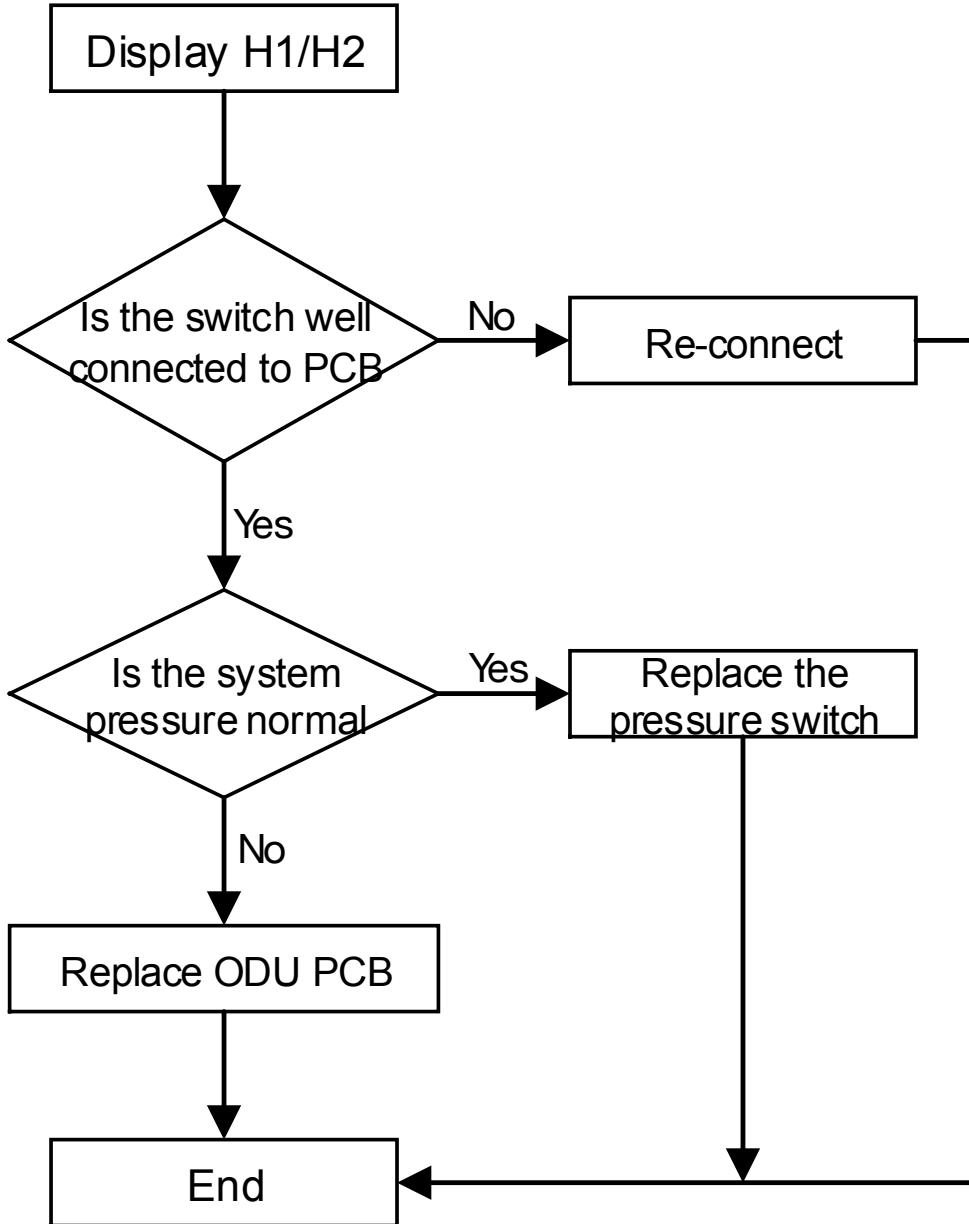 Display H1/H2
Is the switch well
connected to PCB
No
Re-connect
Yes
Is the system
pressure normal
Yes
Replace the
pressure switch
No
Replace ODU PCB
End